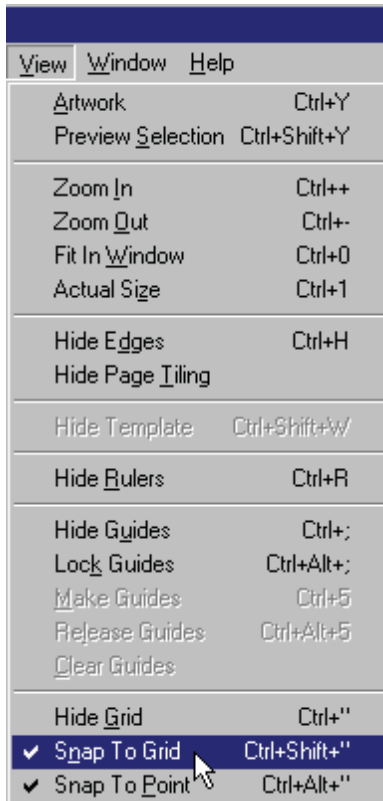 View Window Help
Artwork Ctrl+Y
Preview Selection Ctrl+Shift+Y
Zoom In Ctrl++
Zoom Out Ctrl+-
Fit In Window Ctrl+0
Actual Size Ctrl+1
Hide Edges Ctrl+H
Hide Page Tiling
Hide Template Ctrl+Shift+W
Hide Rulers Ctrl+R
Hide Guides Ctrl+;
Lock Guides Ctrl+Alt+;
Make Guides Ctrl+5
Release Guides Ctrl+Alt+5
Clear Guides
Hide Grid Ctrl+"
Snap To Grid Ctrl+Shift+"
Snap To Point Ctrl+Alt+"